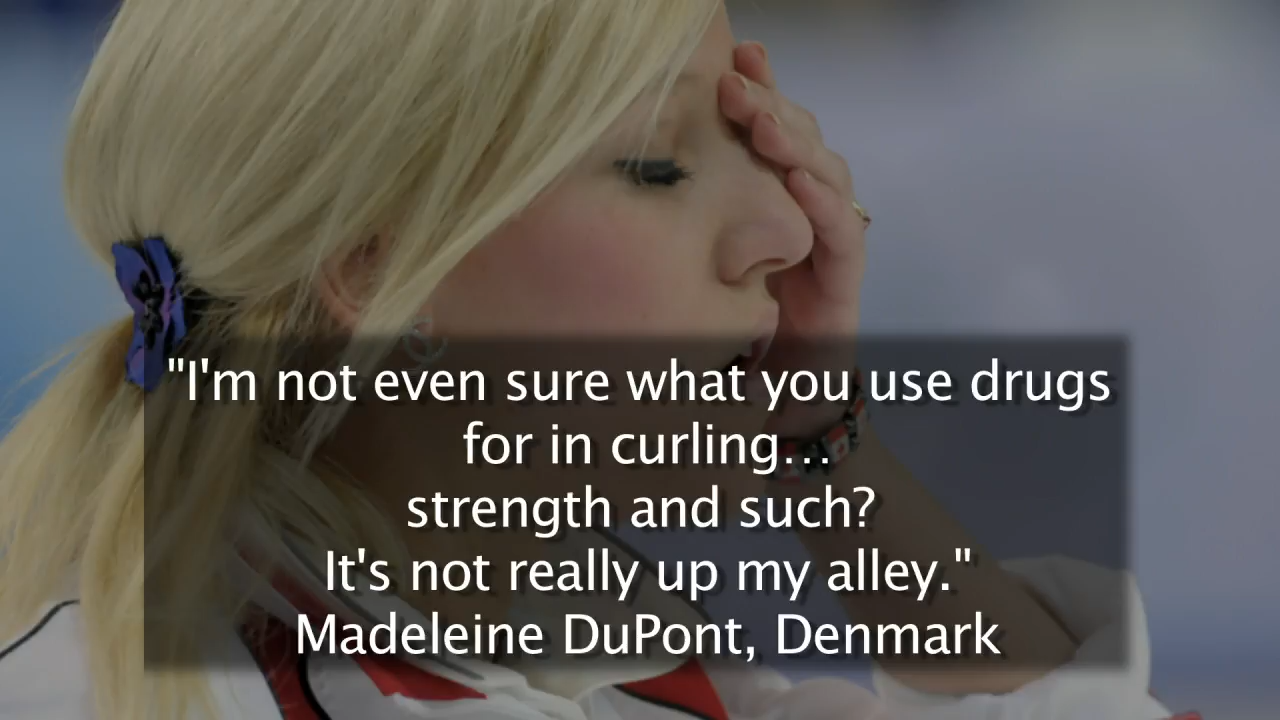 "I'm not even sure what you use drugs
for in curling...
strength and such?
It's not really up my alley."
Madeleine DuPont, Denmark